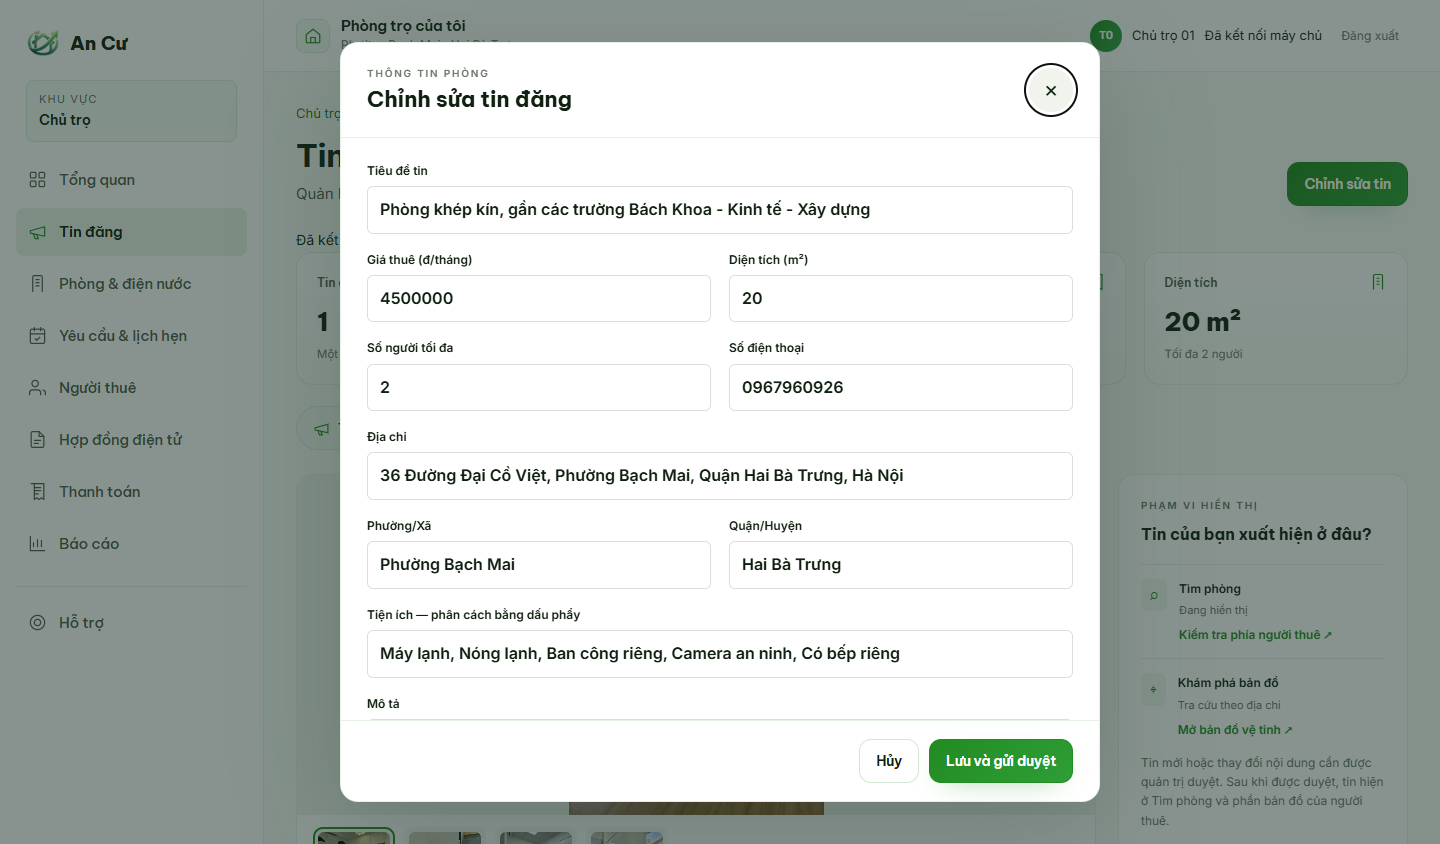 An Cư
KHU VỰC
Chủ trọ
Tổng quan
Tin đăng
Phòng & điện nước
Yêu cầu & lịch hẹn
Người thuê
Hợp đồng điện tử
Thanh toán
Báo cáo
Hỗ trợ
Phòng trọ của tôi
T0
Chủ trọ 01
Đã kết nối máy chủ
Đăng xuất
Chủ trọ
Quản
Đã kết
Chỉnh sửa tin
1
Một
Diện tích
20 m²
Tối đa 2 người
THÔNG TIN PHÒNG
Chỉnh sửa tin đăng
Tiêu đề tin
Phòng khép kín, gần các trường Bách Khoa - Kinh tế - Xây dựng
Giá thuê (đ/tháng)
Diện tích (m²)
4500000
20
Số người tối đa
Số điện thoại
2
0967960926
Địa chỉ
36 Đường Đại Cồ Việt, Phường Bạch Mai, Quận Hai Bà Trưng, Hà Nội
Phường/Xã
Quận/Huyện
Phường Bạch Mai
Hai Bà Trưng
Tiện ích — phân cách bằng dấu phẩy
Máy lạnh, Nóng lạnh, Ban công riêng, Camera an ninh, Có bếp riêng
Mô tả
Hủy
Lưu và gửi duyệt
PHẠM VI HIỂN THỊ
Tin của bạn xuất hiện ở đâu?
Tìm phòng
Đang hiển thị
Kiểm tra phía người thuê ↗
Khám phá bản đồ
Tra cứu theo địa chỉ
Mở bản đồ vệ tinh ↗
Tin mới hoặc thay đổi nội dung cần được
quản trị duyệt. Sau khi được duyệt, tin hiện
ở Tìm phòng và phần bản đồ của người
thuê.